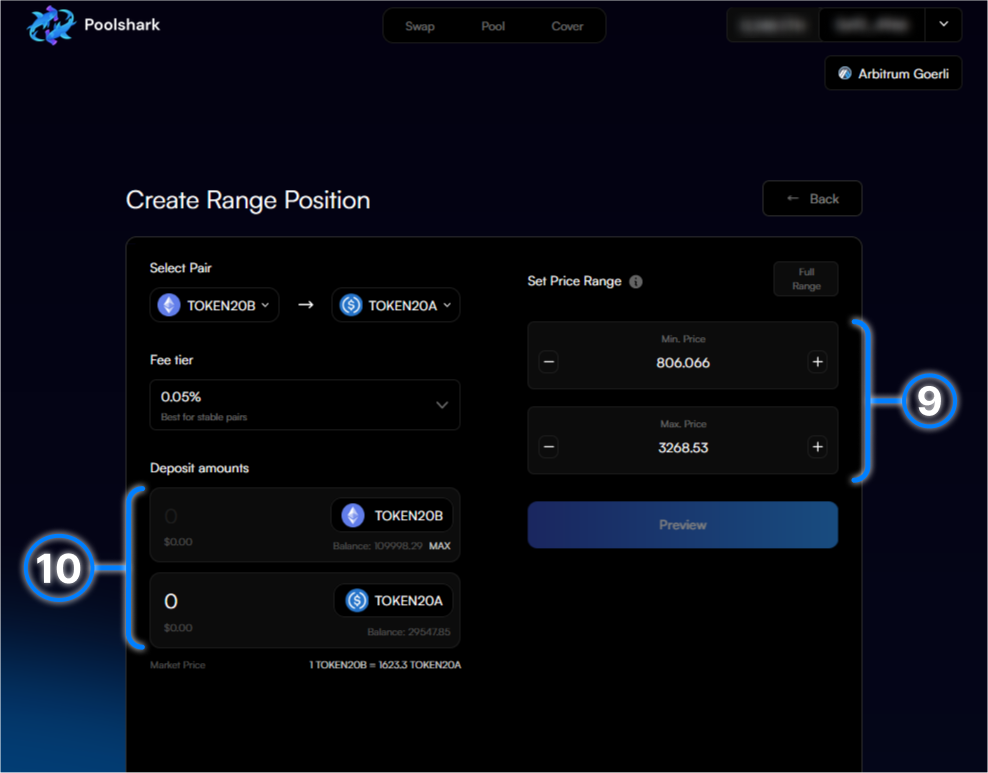 Poolshark
Swap Pool Cover
Arbitrum Goerli
Create Range Position
← Back
Select Pair
TOKEN20B → TOKEN20A
Fee tier
0.05%
Best for stable pairs
Deposit amounts
0 TOKEN20B
$0.00 Balance: 109998.29 MAX
0 TOKEN20A
$0.00 Balance: 29547.85
Market Price 1 TOKEN20B = 1623.3 TOKEN20A
10
Set Price Range
Full
Range
Min. Price
− 806.066 +
Max. Price
− 3268.53 +
Preview
9